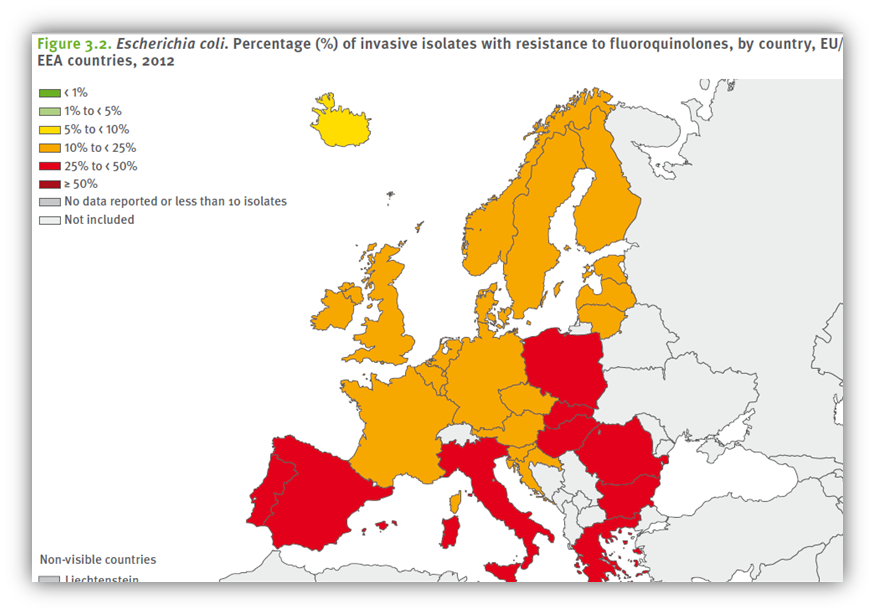 Figure 3.2. Escherichia coli. Percentage (%) of invasive isolates with resistance to fluoroquinolones, by country, EU/
EEA countries, 2012
< 1%
1% to < 5%
5% to < 10%
10% to < 25%
25% to < 50%
≥ 50%
No data reported or less than 10 isolates
Not included
Non-visible countries
Liechtenstein